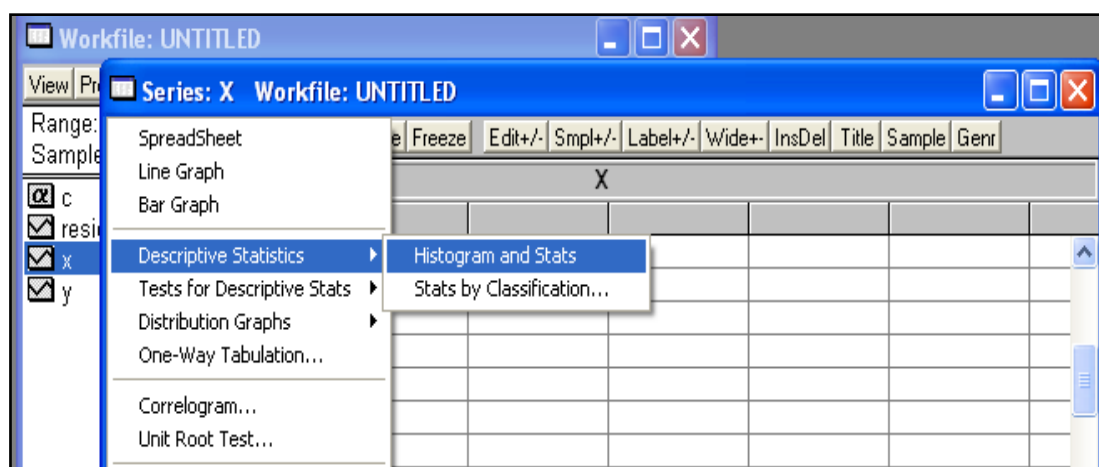 Workfile: UNTITLED
View
Series: X Workfile: UNTITLED
Range:
Sample
Freeze Edit+/- Smpl+/- Label+/- Wide+- InsDel Title Sample Genr
X
c
x
y
SpreadSheet
Line Graph
Bar Graph
Descriptive Statistics
Histogram and Stats
Tests for Descriptive Stats
Stats by Classification...
Distribution Graphs
One-Way Tabulation...
Correlogram...
Unit Root Test...